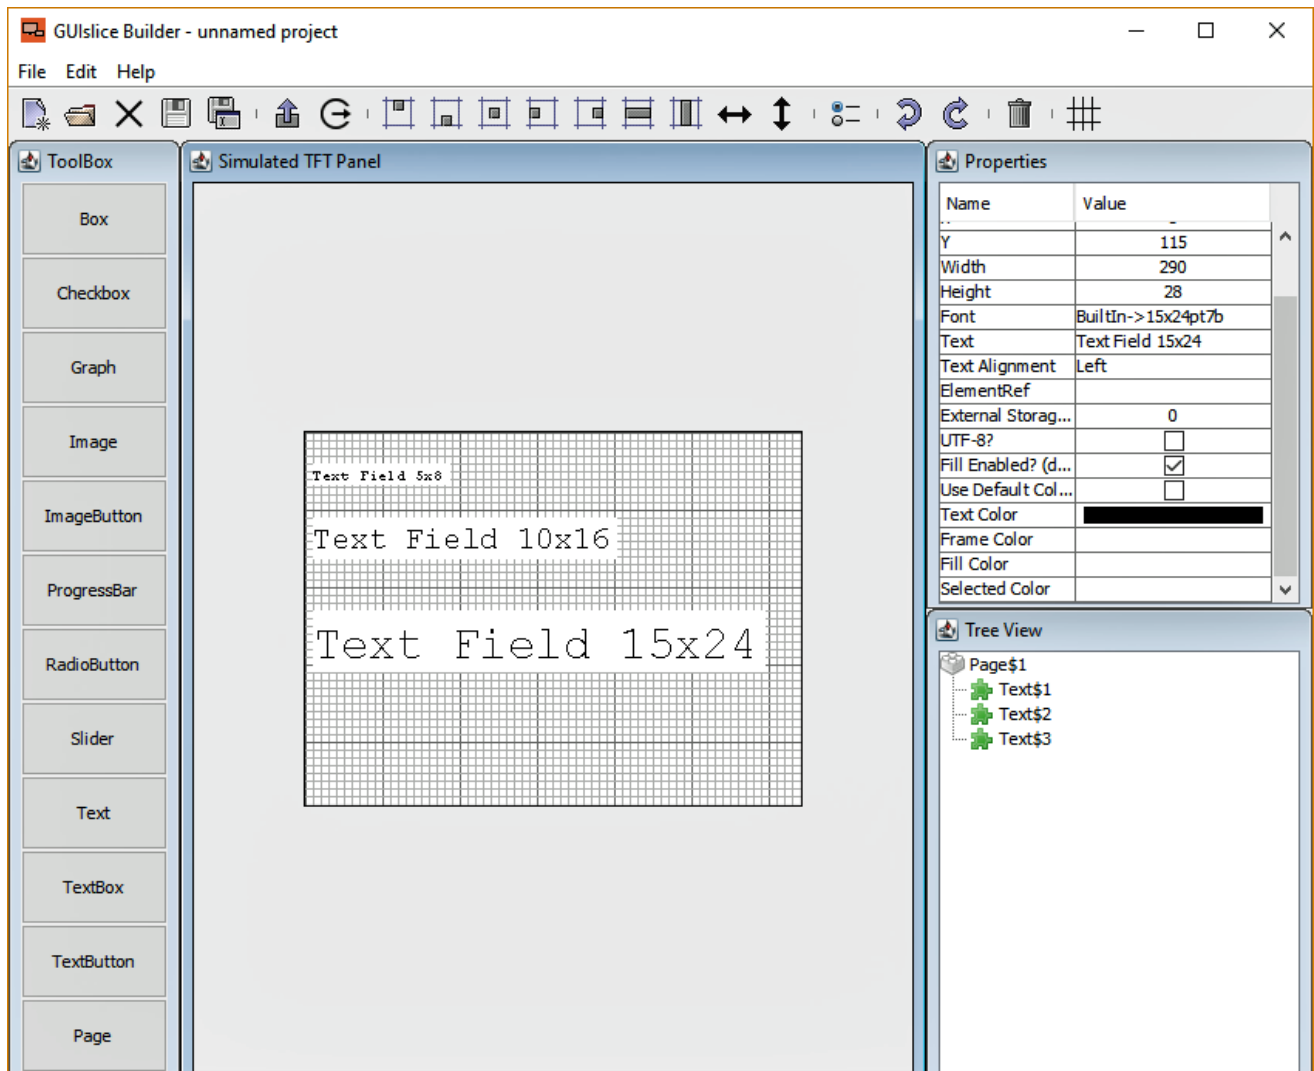 GUIslice Builder - unnamed project
File Edit Help
ToolBox
Box
Checkbox
Graph
Image
ImageButton
ProgressBar
RadioButton
Slider
Text
TextBox
TextButton
Page
Simulated TFT Panel
Text Field 5x8
Text Field 10x16
Text Field 15x24
Properties
Name Value
Y 115
Width 290
Height 28
Font BuiltIn->15x24pt7b
Text Text Field 15x24
Text Alignment Left
ElementRef
External Storag... 0
UTF-8?
Fill Enabled? (d...
Use Default Col...
Text Color
Frame Color
Fill Color
Selected Color
Tree View
Page$1
Text$1
Text$2
Text$3